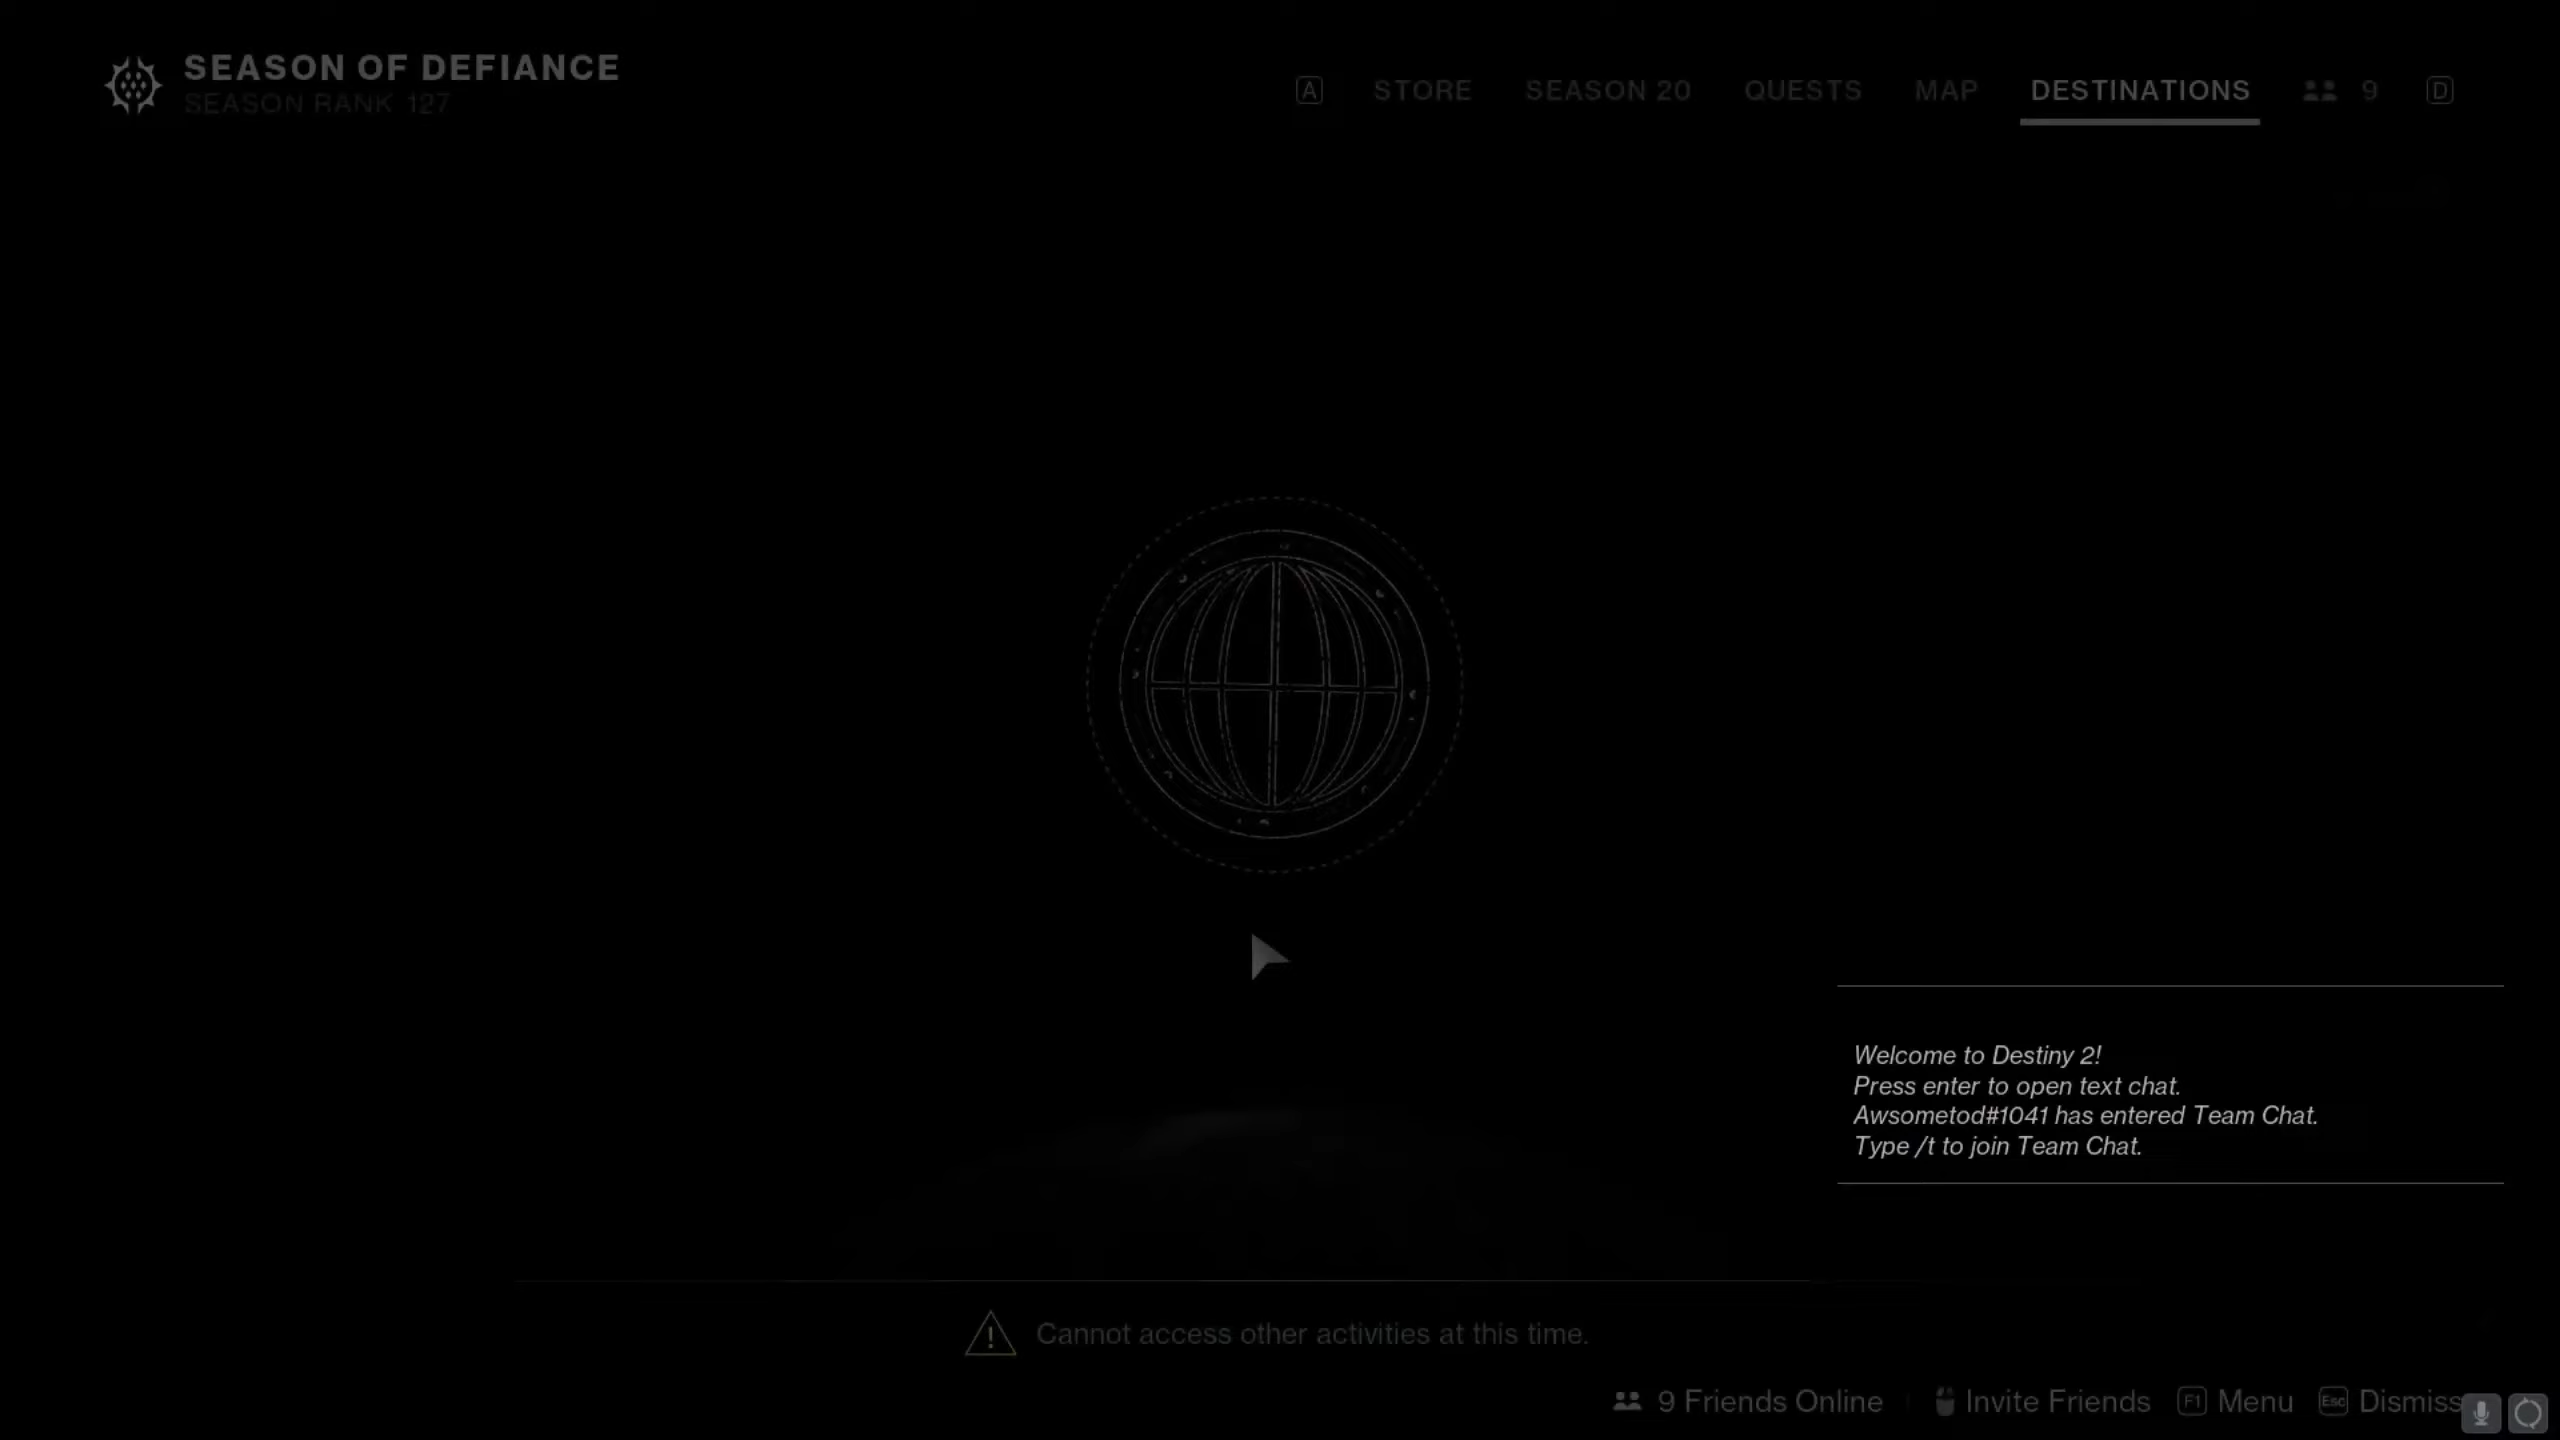 SEASON OF DEFIANCE
SEASON RANK 127
A STORE SEASON 20 QUESTS MAP DESTINATIONS 9 D
Welcome to Destiny 2!
Press enter to open text chat.
Awsometod#1041 has entered Team Chat.
Type /t to join Team Chat.
Cannot access other activities at this time.
9 Friends Online Invite Friends F1 Menu Esc Dismiss